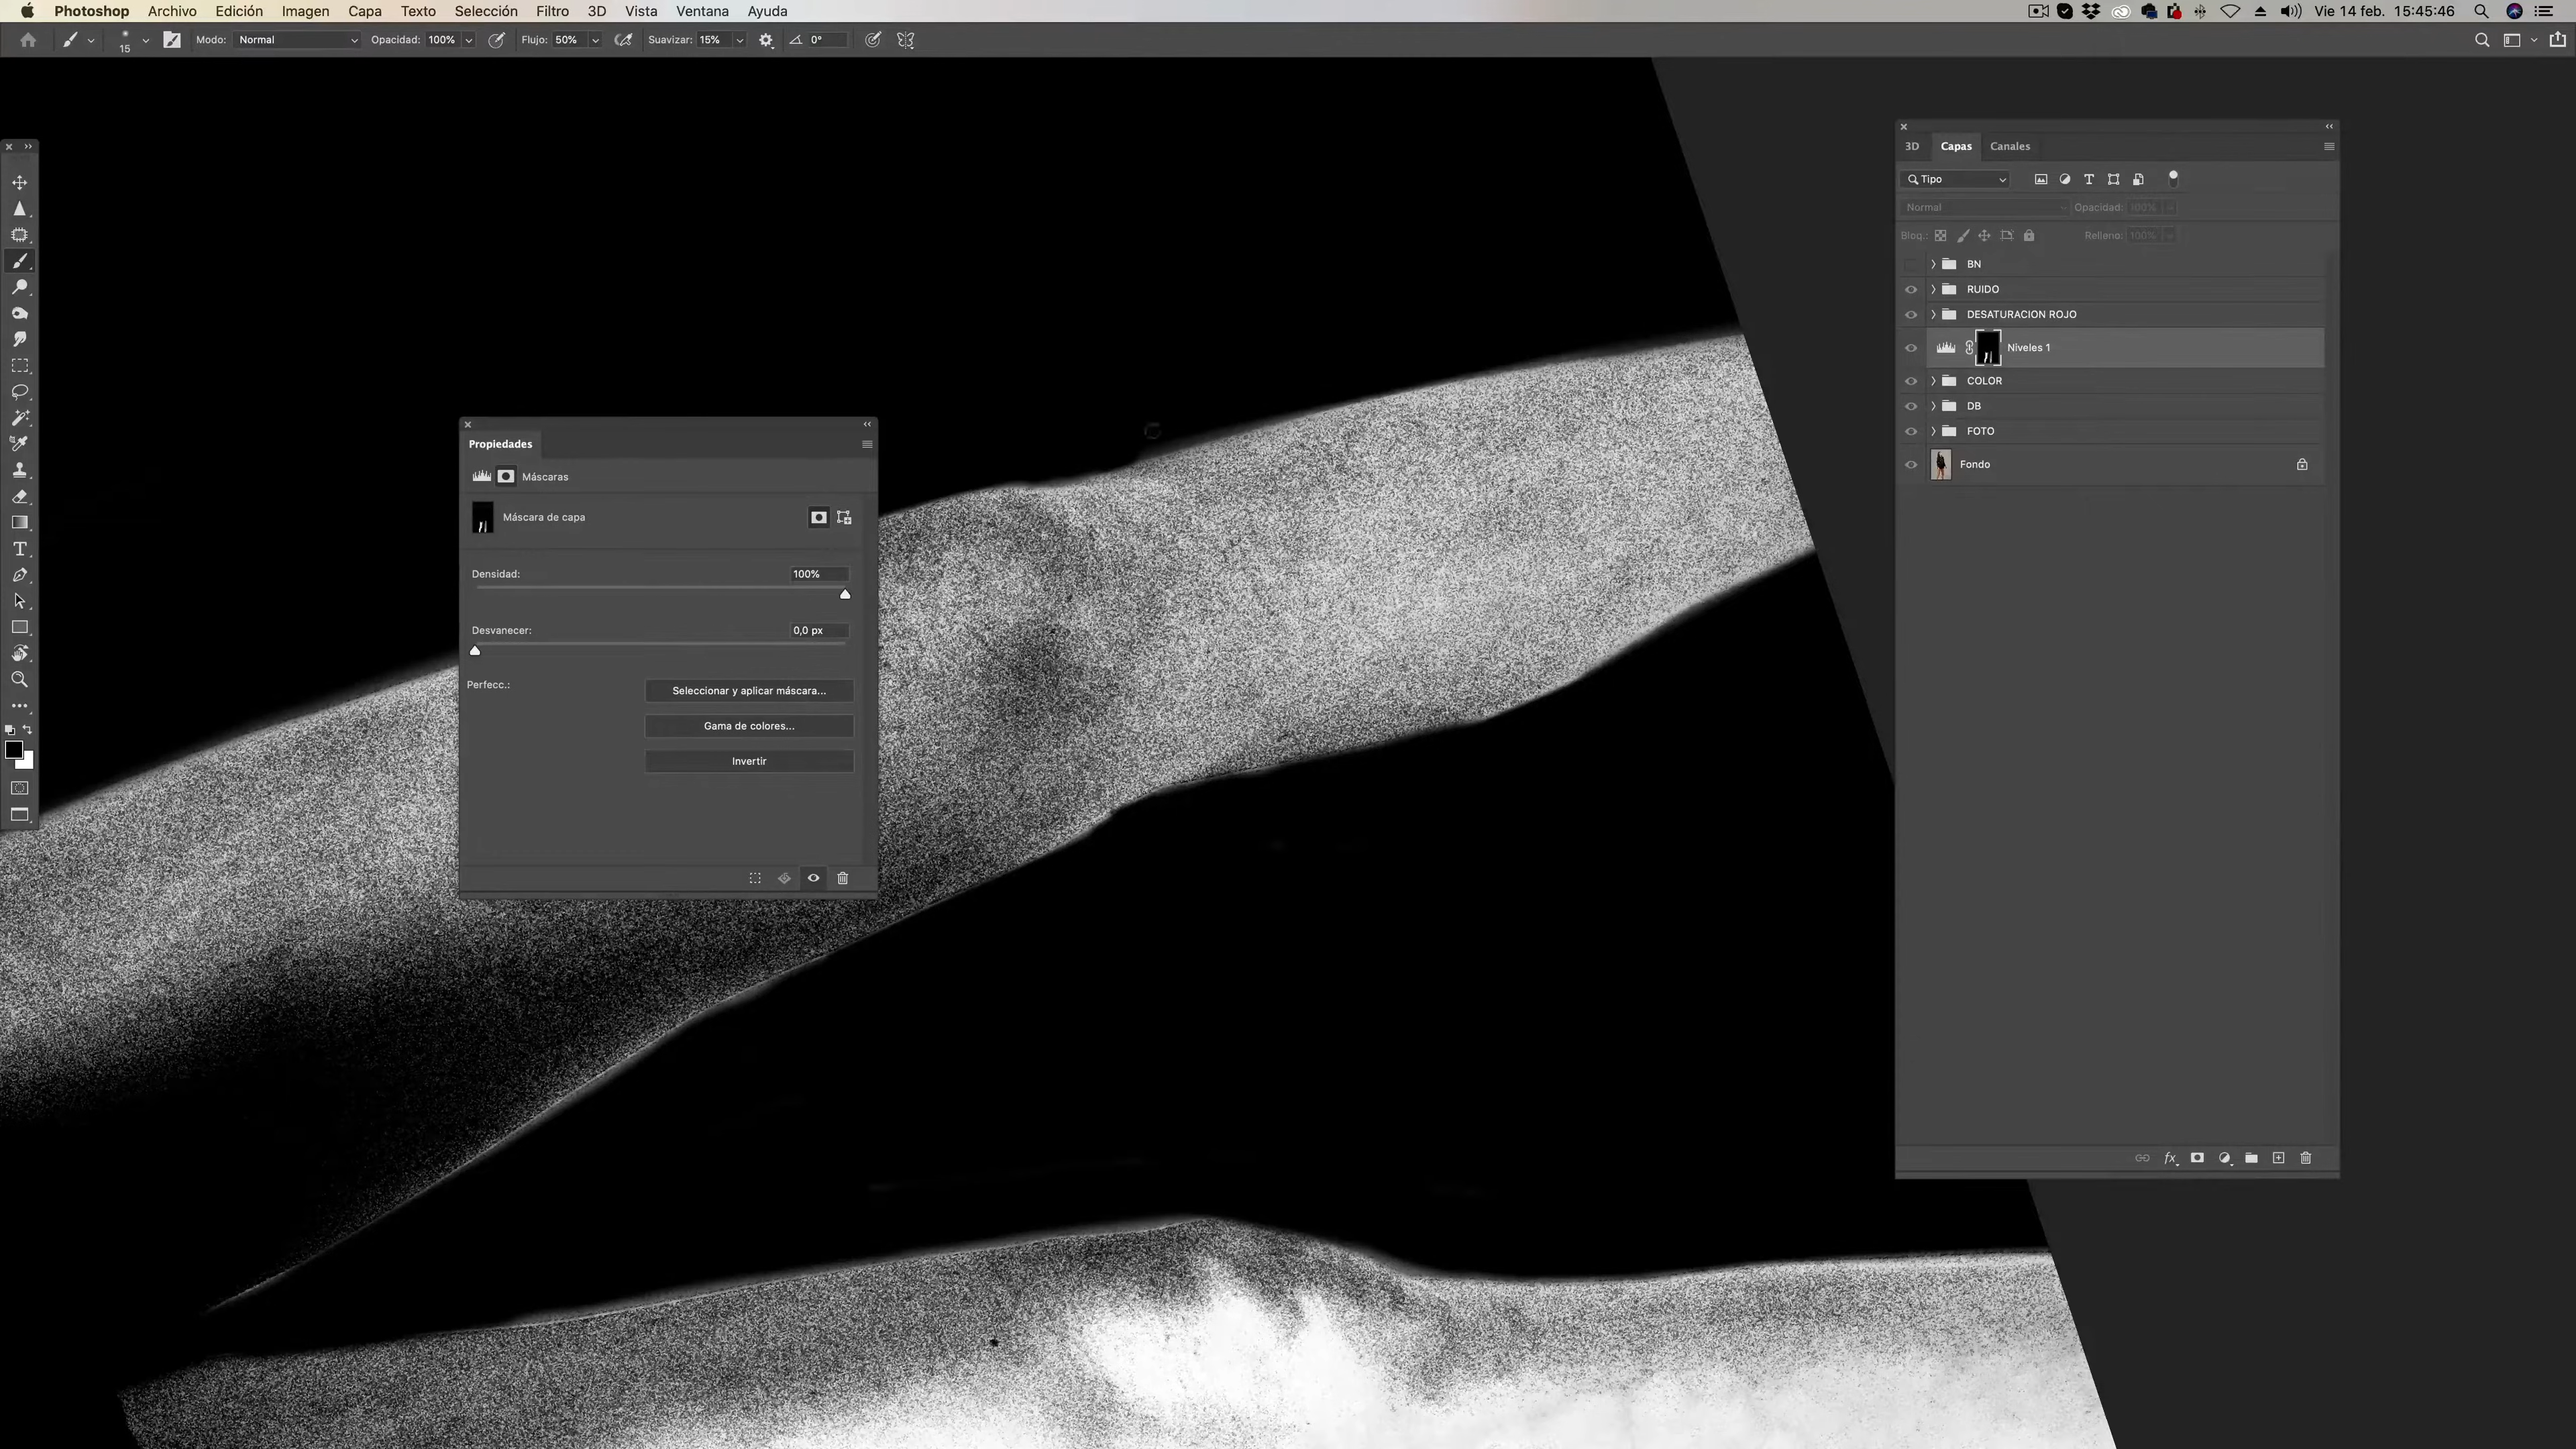 Photoshop Archivo Edición Imagen Capa Texto Selección Filtro 3D Vista Ventana Ayuda Vie 14 feb. 15:45:46
15 Modo: Normal Opacidad: 100% Flujo: 50% Suavizar: 15% 0°
3D Capas Canales
Tipo
Normal Opacidad: 100%
Bloq.: Relleno: 100%
BN
RUIDO
DESATURACION ROJO
Niveles 1
COLOR
DB
FOTO
Fondo
Propiedades
Máscaras
Máscara de capa
Densidad: 100%
Desvanecer: 0,0 px
Perfecc.: Seleccionar y aplicar máscara...
Gama de colores...
Invertir